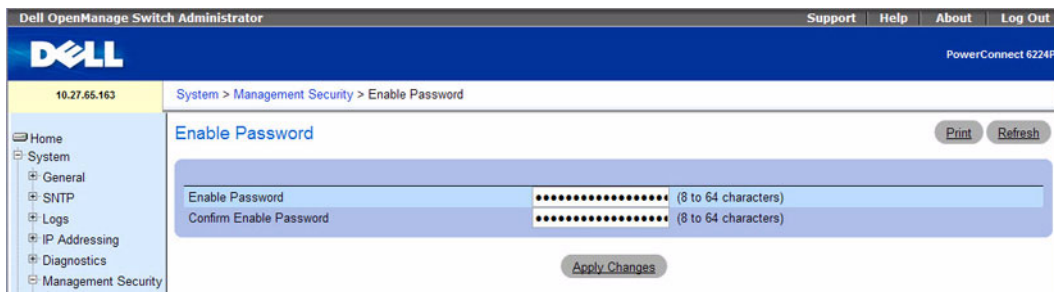 Dell OpenManage Switch Administrator
Support Help About Log Out
DELL
PowerConnect 6224P
10.27.65.163
System > Management Security > Enable Password
Home
System
General
SNTP
Logs
IP Addressing
Diagnostics
Management Security
Enable Password
Print Refresh
Enable Password •••••••••••••••••• (8 to 64 characters)
Confirm Enable Password •••••••••••••••••• (8 to 64 characters)
Apply Changes